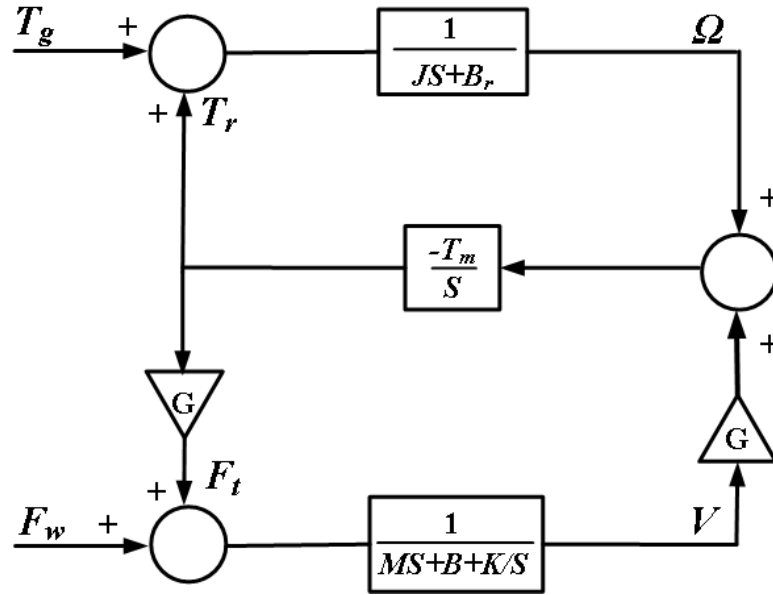 T_g + 1 Ω
JS+B_r
+ T_r
+
-T_m
S
+
G
G
+ F_t
F_w + 1 V
MS+B+K/S